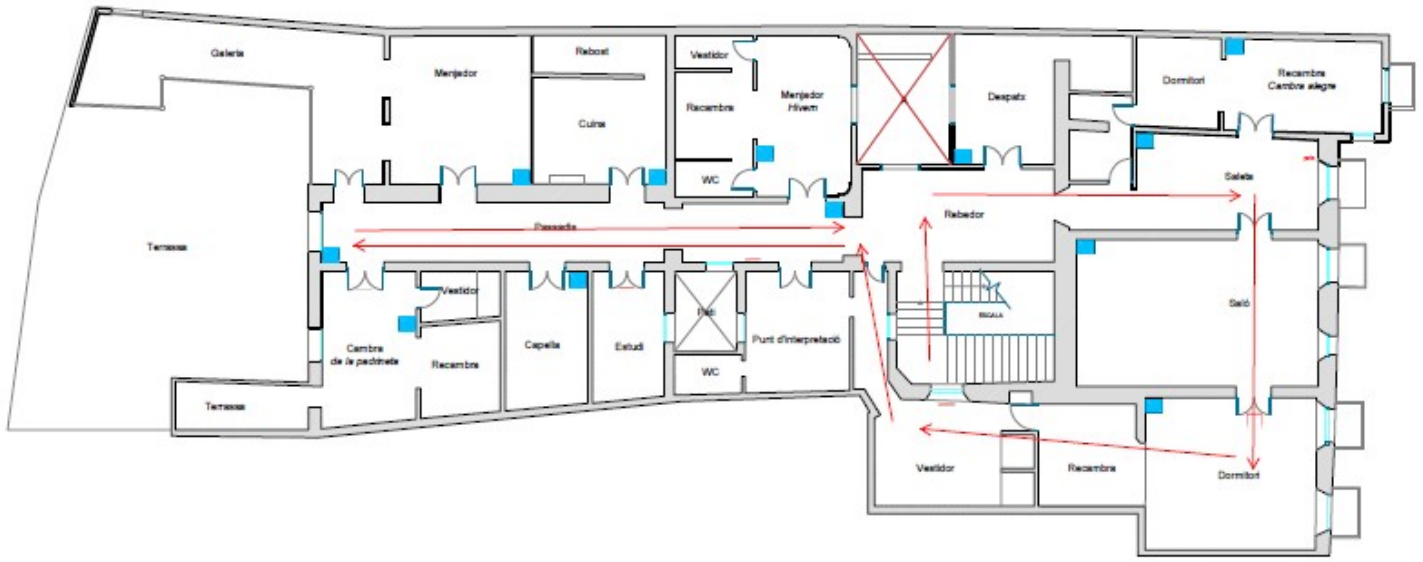 Galeria
Menjador
Rebost
Cuina
Vestidor
Recambra
WC
Menjador
Hivern
Despatx
Dormitori
Recambra
Cambra alegre
Saleta
Terrassa
Passadís
Rebedor
Saló
Cambra
de la padrineta
Vestidor
Recambra
Capella
Estudi
Pati
WC
Punt d'interpretació
ESCALA
Terrassa
Vestidor
Recambra
Dormitori